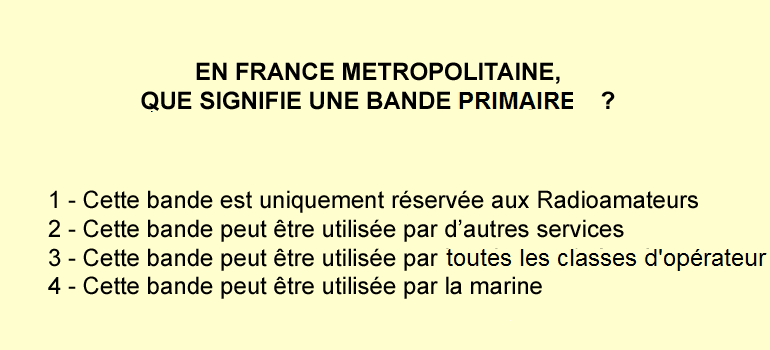 EN FRANCE METROPOLITAINE,
QUE SIGNIFIE UNE BANDE PRIMAIRE ?
1 - Cette bande est uniquement réservée aux Radioamateurs
2 - Cette bande peut être utilisée par d’autres services
3 - Cette bande peut être utilisée par toutes les classes d'opérateur
4 - Cette bande peut être utilisée par la marine